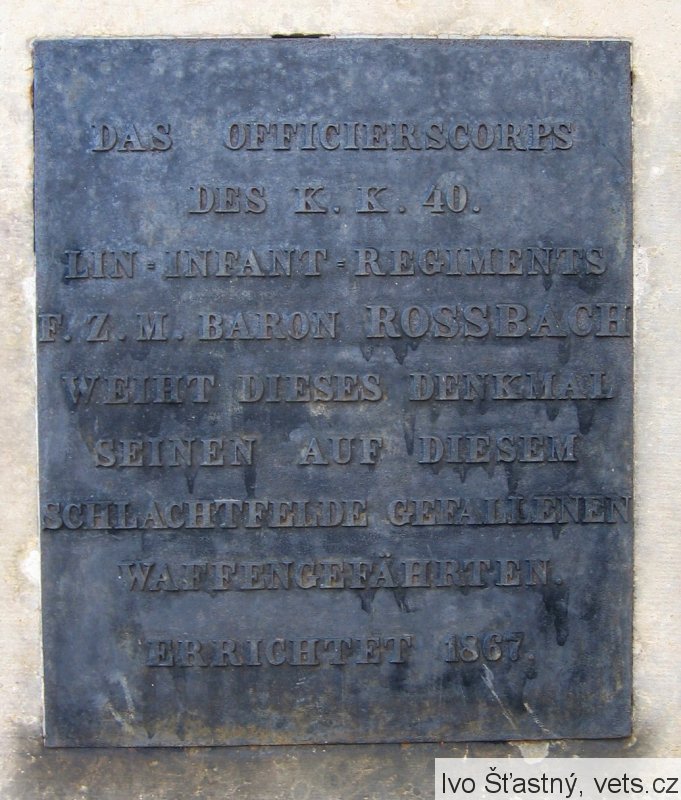 DAS OFFICIERSCORPS
DES K. K. 40.
LIN=INFANT=REGIMENTS
F. Z. M. BARON ROSSBACH
WEIHT DIESES DENKMAL
SEINEN AUF DIESEM
SCHLACHTFELDE GEFALLENEN
WAFFENGEFÄHRTEN.
ERRICHTET 1867.
Ivo Šťastný, vets.cz